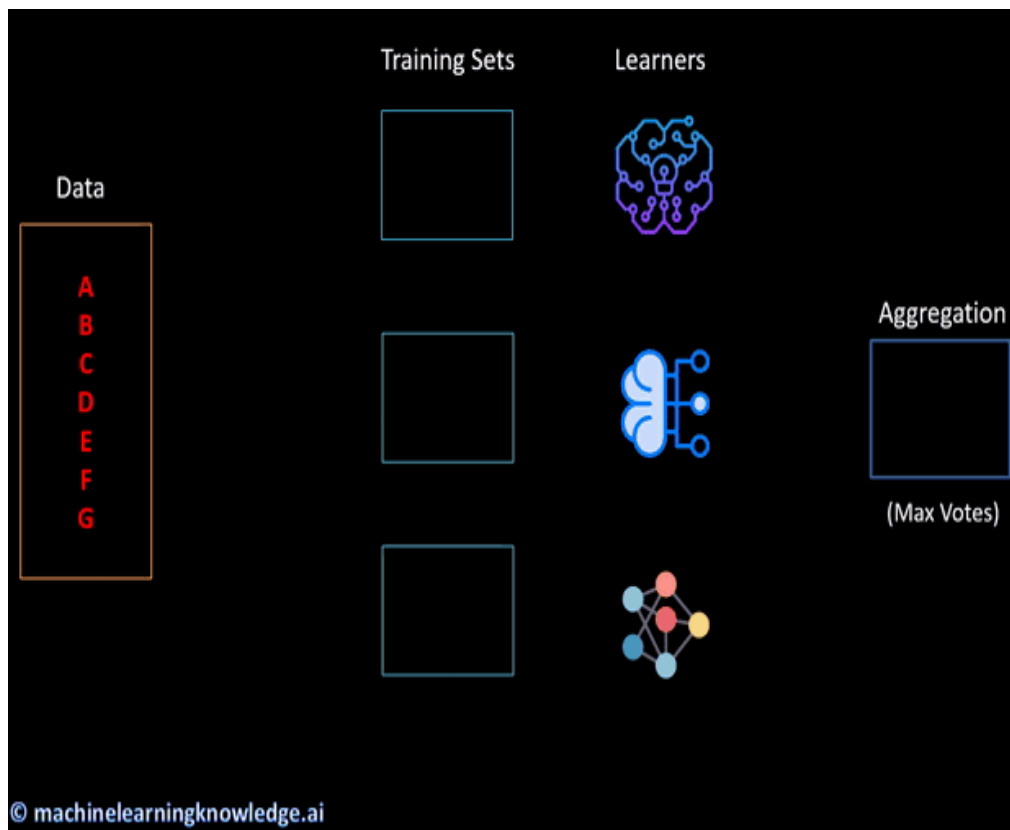 Training Sets
Learners
Data
A
B
C
D
E
F
G
Aggregation
(Max Votes)
© machinelearningknowledge.ai